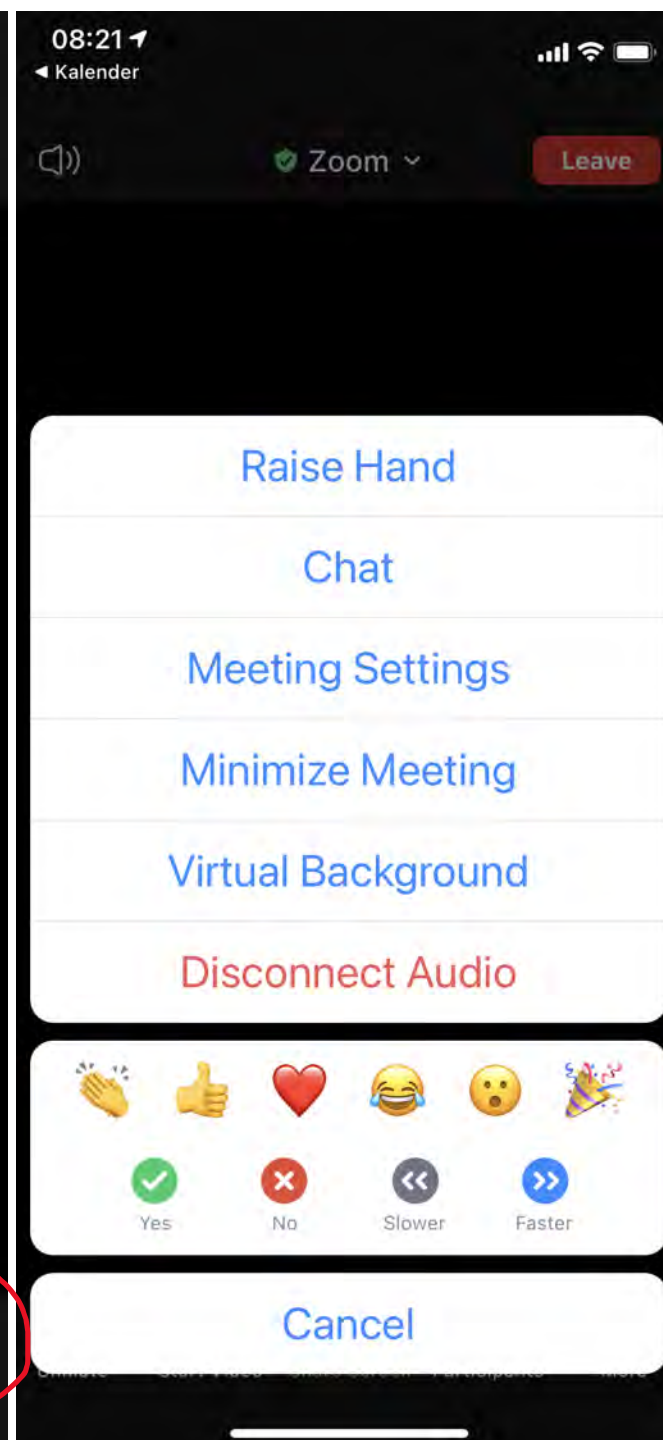 08:21
◀ Kalender
Zoom
Leave
Raise Hand
Chat
Meeting Settings
Minimize Meeting
Virtual Background
Disconnect Audio
Yes No Slower Faster
Cancel